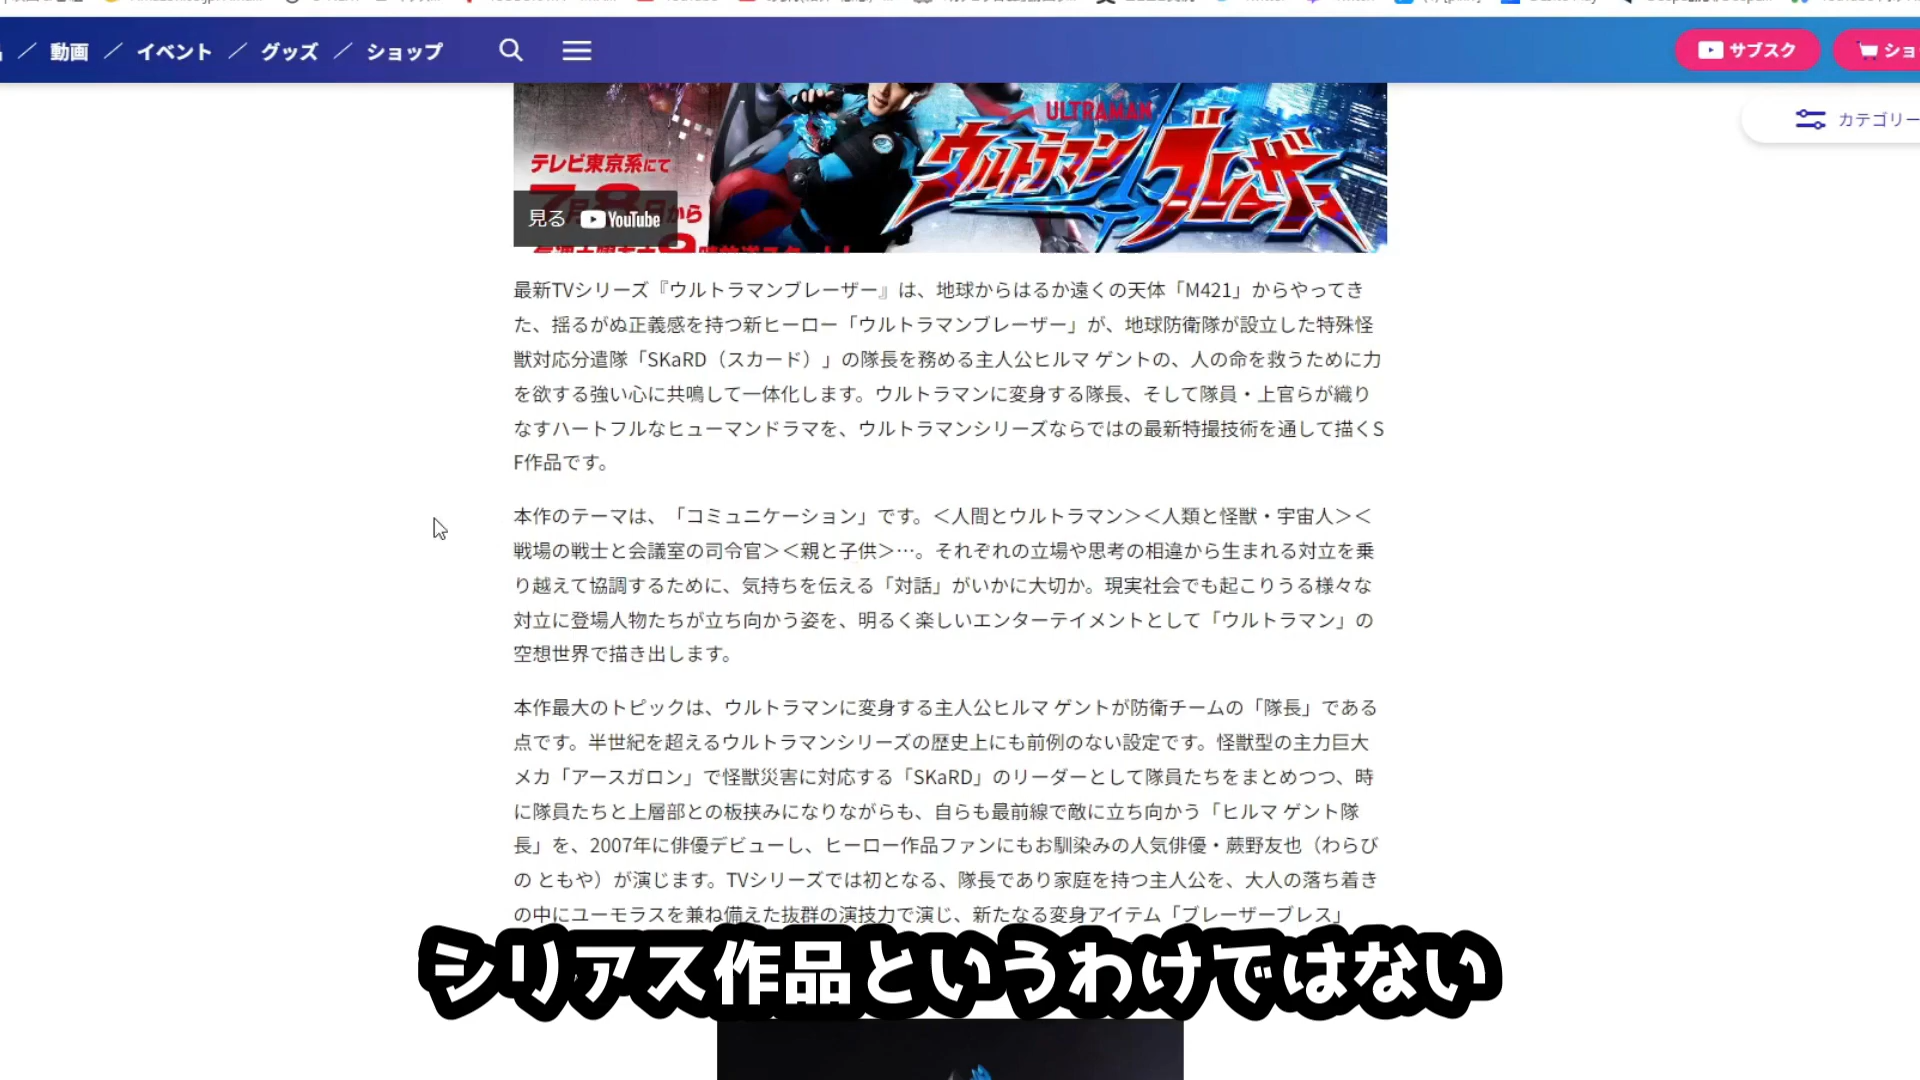 動画 ／ イベント ／ グッズ ／ ショップ
サブスク
ショ
カテゴリー
ULTRAMAN
ウルトラマンブレーザー
テレビ東京系にて
7月8日から
見る YouTube
最新TVシリーズ『ウルトラマンブレーザー』は、地球からはるか遠くの天体「M421」からやってき
た、揺るがぬ正義感を持つ新ヒーロー「ウルトラマンブレーザー」が、地球防衛隊が設立した特殊怪
獣対応分遣隊「SKaRD（スカード）」の隊長を務める主人公ヒルマ ゲントの、人の命を救うために力
を欲する強い心に共鳴して一体化します。ウルトラマンに変身する隊長、そして隊員・上官らが織り
なすハートフルなヒューマンドラマを、ウルトラマンシリーズならではの最新特撮技術を通して描くS
F作品です。
本作のテーマは、「コミュニケーション」です。＜人間とウルトラマン＞＜人類と怪獣・宇宙人＞＜
戦場の戦士と会議室の司令官＞＜親と子供＞…。それぞれの立場や思考の相違から生まれる対立を乗
り越えて協調するために、気持ちを伝える「対話」がいかに大切か。現実社会でも起こりうる様々な
対立に登場人物たちが立ち向かう姿を、明るく楽しいエンターテイメントとして「ウルトラマン」の
空想世界で描き出します。
本作最大のトピックは、ウルトラマンに変身する主人公ヒルマ ゲントが防衛チームの「隊長」である
点です。半世紀を超えるウルトラマンシリーズの歴史上にも前例のない設定です。怪獣型の主力巨大
メカ「アースガロン」で怪獣災害に対応する「SKaRD」のリーダーとして隊員たちをまとめつつ、時
に隊員たちと上層部との板挟みになりながらも、自らも最前線で敵に立ち向かう「ヒルマ ゲント隊
長」を、2007年に俳優デビューし、ヒーロー作品ファンにもお馴染みの人気俳優・蕨野友也（わらび
の ともや）が演じます。TVシリーズでは初となる、隊長であり家庭を持つ主人公を、大人の落ち着き
の中にユーモラスを兼ね備えた抜群の演技力で演じ、新たなる変身アイテム「ブレーザーブレス」
シリアス作品というわけではない